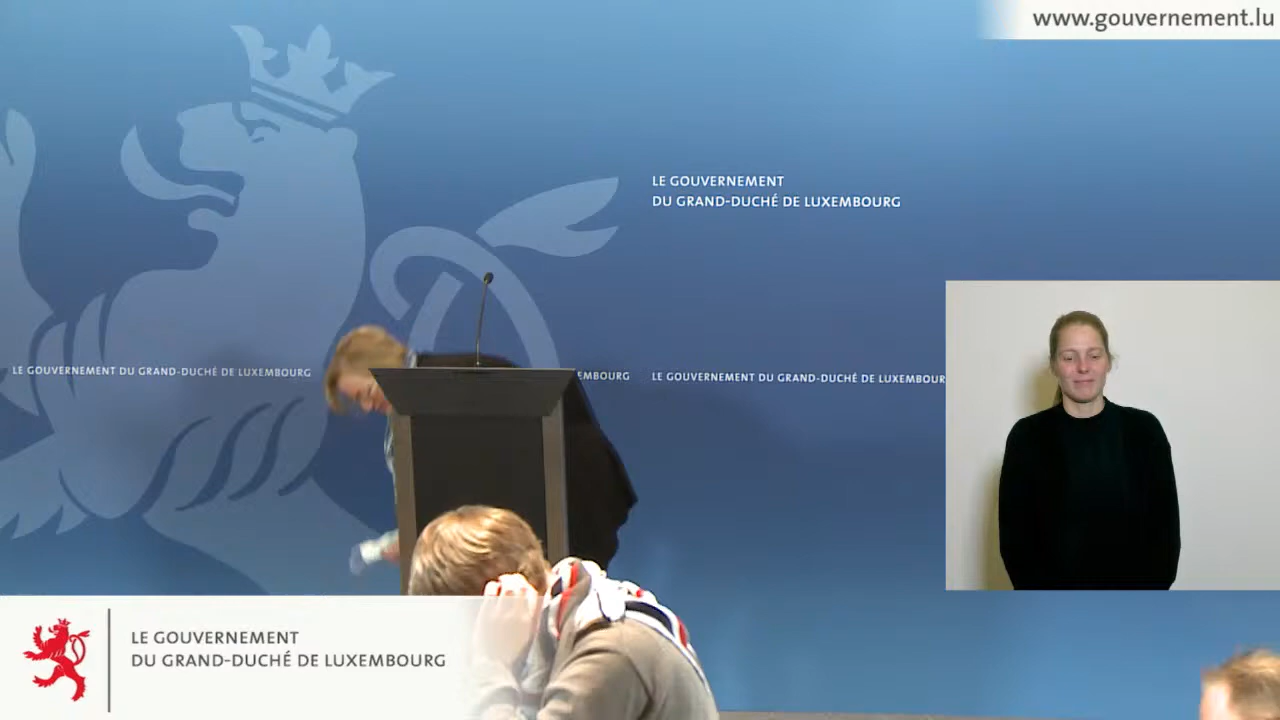 www.gouvernement.lu
LE GOUVERNEMENT
DU GRAND-DUCHÉ DE LUXEMBOURG
LE GOUVERNEMENT DU GRAND-DUCHÉ DE LUXEMBOURG
EMBOURG
LE GOUVERNEMENT DU GRAND-DUCHÉ DE LUXEMBOUR
LE GOUVERNEMENT
DU GRAND-DUCHÉ DE LUXEMBOURG